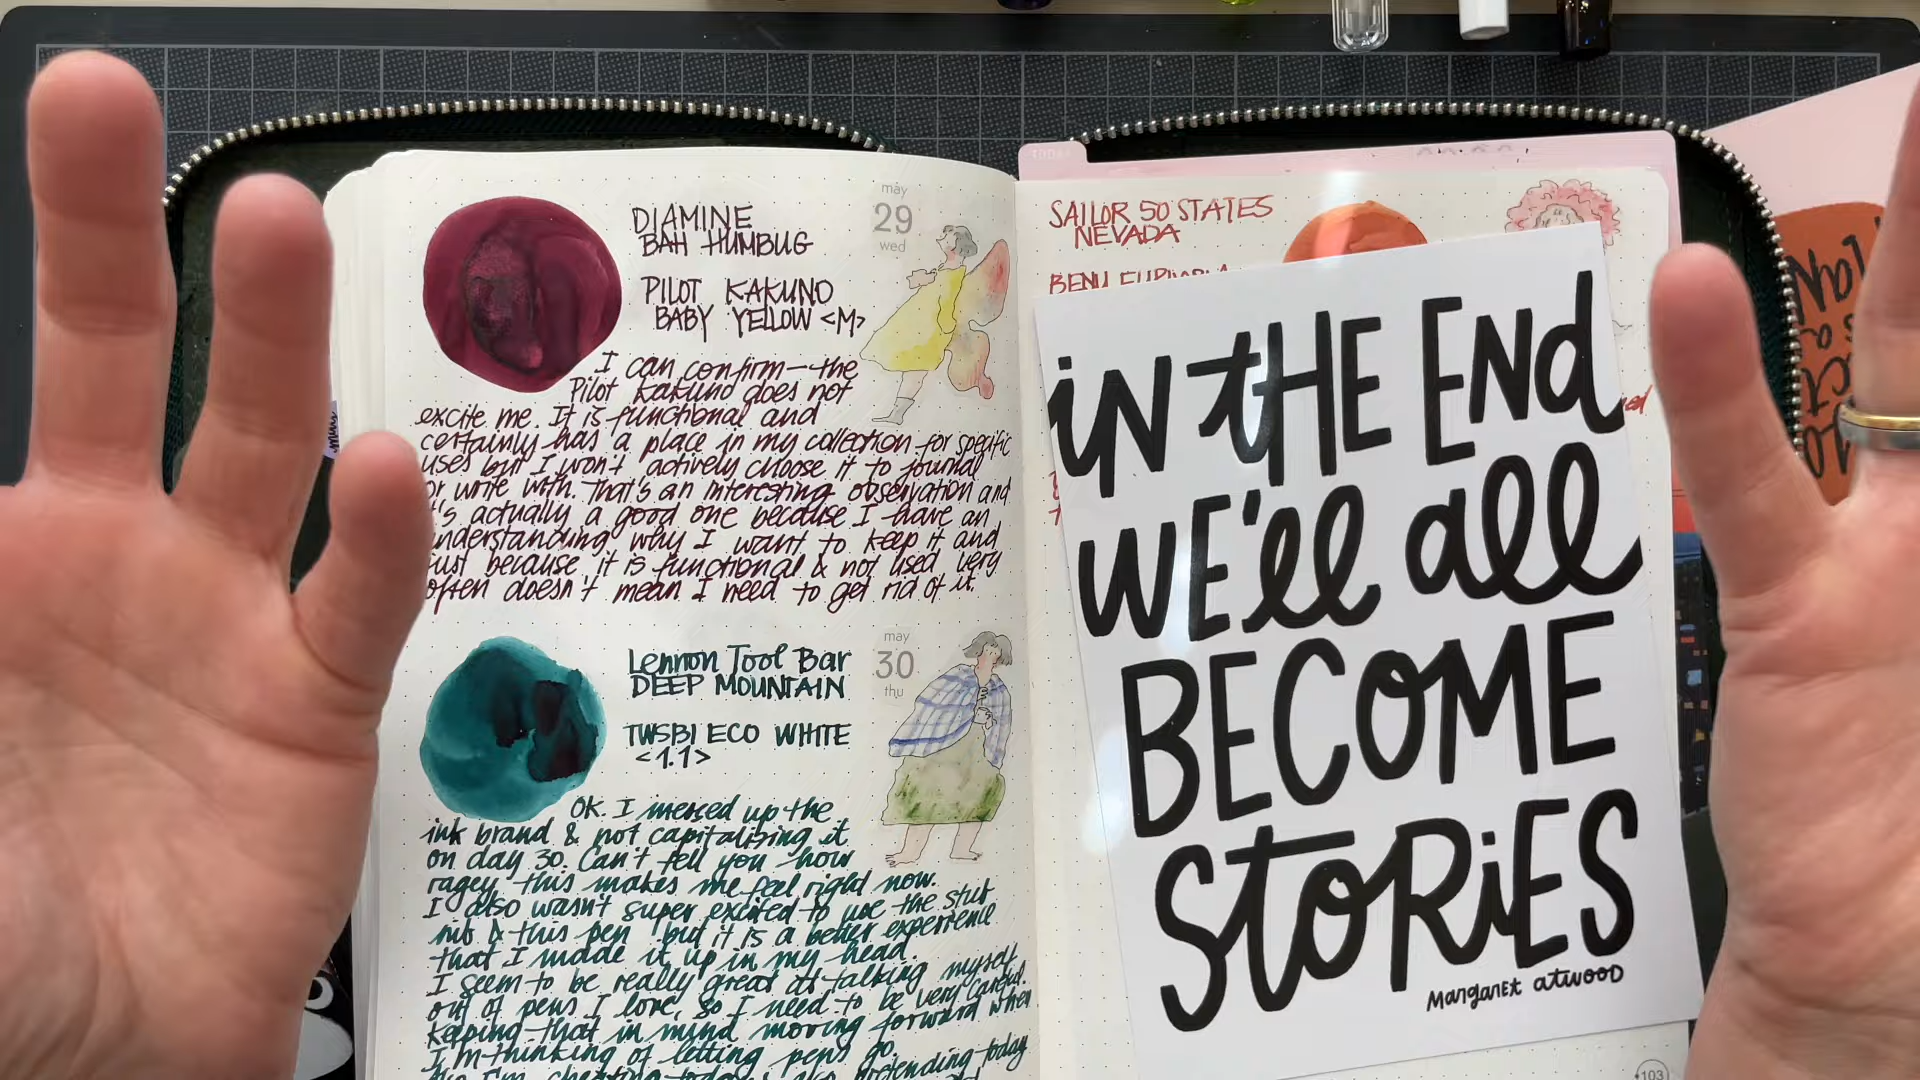 DIAMINE
BAH HUMBUG
PILOT KAKUNO
BABY YELLOW <M>
may
29
wed
I can confirm—the
Pilot Kakuno does not
excite me. It is functional and
certainly has a place in my collection for specific
uses but I won't actively choose it to journal
or write with. That's an interesting observation and
it's actually a good one because I have an
understanding why I want to keep it and
just because it is functional & not used very
often doesn't mean I need to get rid of it.
Lennon Tool Bar
DEEP MOUNTAIN
TWSBI ECO WHITE
<1.1>
may
30
thu
OK. I messed up the
ink brand & not capitalizing it
on day 30. Can't tell you how
ragey this makes me feel right now.
I also wasn't super excited to use the stub
nib & this pen but it is a better experience
that I made it up in my head.
I seem to be really great at talking myself
out of pens I love, so I need to be very careful
keeping that in mind moving forward when
I'm thinking of letting pens go.
I'm cheating today also pretending today
SAILOR 50 STATES
NEVADA
BENU
iN tHE ENd
WE'll all
BECOME
StoRiES
Margaret atwood
103